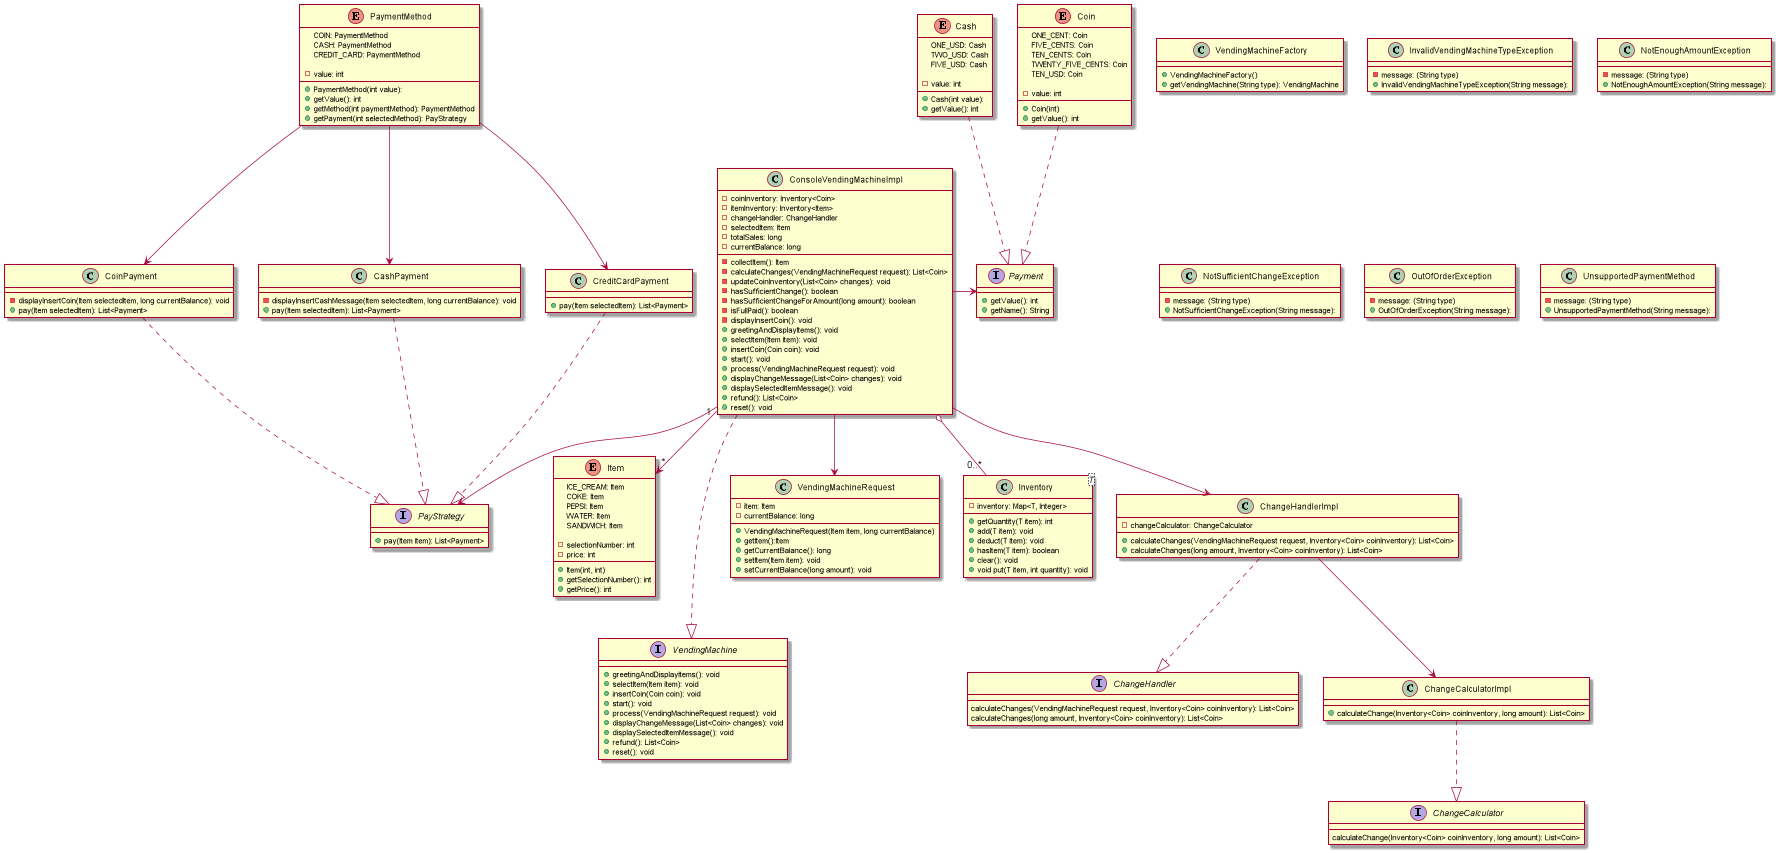 E PaymentMethod
COIN: PaymentMethod
CASH: PaymentMethod
CREDIT_CARD: PaymentMethod
value: int
PaymentMethod(int value):
getValue(): int
getMethod(int paymentMethod): PaymentMethod
getPayment(int selectedMethod): PayStrategy
E Cash
ONE_USD: Cash
TWO_USD: Cash
FIVE_USD: Cash
value: int
Cash(int value):
getValue(): int
E Coin
ONE_CENT: Coin
FIVE_CENTS: Coin
TEN_CENTS: Coin
TWENTY_FIVE_CENTS: Coin
TEN_USD: Coin
value: int
Coin(int)
getValue(): int
C VendingMachineFactory
VendingMachineFactory()
getVendingMachine(String type): VendingMachine
C InvalidVendingMachineTypeException
message: (String type)
InvalidVendingMachineTypeException(String message):
C NotEnoughAmountException
message: (String type)
NotEnoughAmountException(String message):
C ConsoleVendingMachineImpl
coinInventory: Inventory<Coin>
itemInventory: Inventory<Item>
changeHandler: ChangeHandler
selectedItem: Item
totalSales: long
currentBalance: long
collectItem(): Item
calculateChanges(VendingMachineRequest request): List<Coin>
updateCoinInventory(List<Coin> changes): void
hasSufficientChange(): boolean
hasSufficientChangeForAmount(long amount): boolean
isFullPaid(): boolean
displayInsertCoin(): void
greetingAndDisplayItems(): void
selectItem(Item item): void
insertCoin(Coin coin): void
start(): void
process(VendingMachineRequest request): void
displayChangeMessage(List<Coin> changes): void
displaySelectedItemMessage(): void
refund(): List<Coin>
reset(): void
C CoinPayment
displayInsertCoin(Item selectedItem, long currentBalance): void
pay(Item selectedItem): List<Payment>
C CashPayment
displayInsertCashMessage(Item selectedItem, long currentBalance): void
pay(Item selectedItem): List<Payment>
C CreditCardPayment
pay(Item selectedItem): List<Payment>
I Payment
getValue(): int
getName(): String
C NotSufficientChangeException
message: (String type)
NotSufficientChangeException(String message):
C OutOfOrderException
message: (String type)
OutOfOrderException(String message):
C UnsupportedPaymentMethod
message: (String type)
UnsupportedPaymentMethod(String message):
1
*
0..*
I PayStrategy
pay(Item item): List<Payment>
E Item
ICE_CREAM: Item
COKE: Item
PEPSI: Item
WATER: Item
SANDWICH: Item
selectionNumber: int
price: int
Item(int, int)
getSelectionNumber(): int
getPrice(): int
C VendingMachineRequest
item: Item
currentBalance: long
VendingMachineRequest(Item item, long currentBalance)
getItem():Item
getCurrentBalance(): long
setItem(Item item): void
setCurrentBalance(long amount): void
C Inventory
T
inventory: Map<T, Integer>
getQuantity(T item): int
add(T item): void
deduct(T item): void
hasItem(T item): boolean
clear(): void
void put(T item, int quantity): void
C ChangeHandlerImpl
changeCalculator: ChangeCalculator
calculateChanges(VendingMachineRequest request, Inventory<Coin> coinInventory): List<Coin>
calculateChanges(long amount, Inventory<Coin> coinInventory): List<Coin>
I VendingMachine
greetingAndDisplayItems(): void
selectItem(Item item): void
insertCoin(Coin coin): void
start(): void
process(VendingMachineRequest request): void
displayChangeMessage(List<Coin> changes): void
displaySelectedItemMessage(): void
refund(): List<Coin>
reset(): void
I ChangeHandler
calculateChanges(VendingMachineRequest request, Inventory<Coin> coinInventory): List<Coin>
calculateChanges(long amount, Inventory<Coin> coinInventory): List<Coin>
C ChangeCalculatorImpl
calculateChange(Inventory<Coin> coinInventory, long amount): List<Coin>
I ChangeCalculator
calculateChange(Inventory<Coin> coinInventory, long amount): List<Coin>